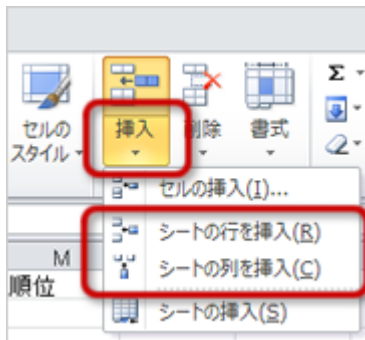 Σ
セルの
スタイル
挿入
削除
書式
セルの挿入(I)...
シートの行を挿入(R)
シートの列を挿入(C)
シートの挿入(S)
M
順位